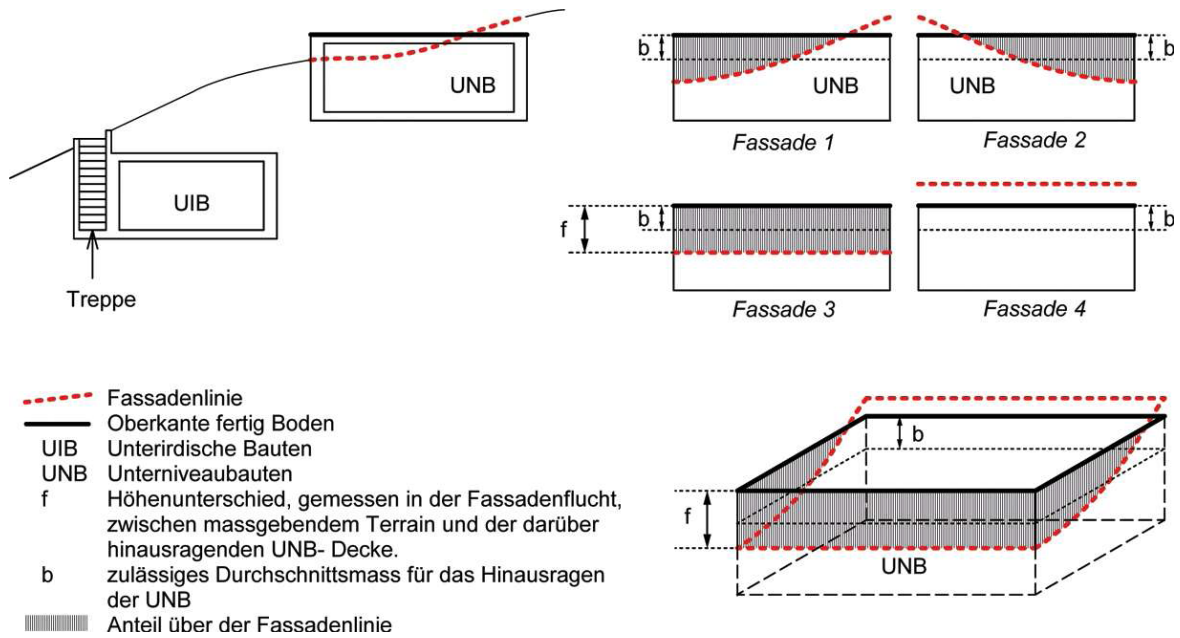 UNB
UIB
Treppe
b
UNB
Fassade 1
b
UNB
Fassade 2
f
b
Fassade 3
b
Fassade 4
Fassadenlinie
Oberkante fertig Boden
UIB Unterirdische Bauten
UNB Unterniveaubauten
f Höhenunterschied, gemessen in der Fassadenflucht,
zwischen massgebendem Terrain und der darüber
hinausragenden UNB- Decke.
b zulässiges Durchschnittsmass für das Hinausragen
der UNB
Anteil über der Fassadenlinie
b
f
UNB